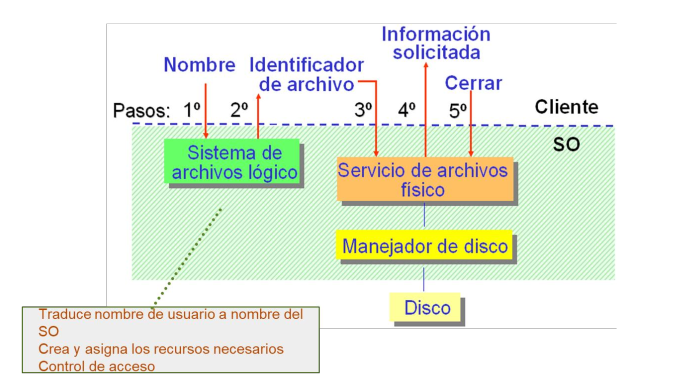 Información
solicitada
Nombre
Identificador
de archivo
Cerrar
Pasos: 1º 2º 3º 4º 5º
Cliente
SO
Sistema de
archivos lógico
Servicio de archivos
físico
Manejador de disco
Disco
Traduce nombre de usuario a nombre del
SO
Crea y asigna los recursos necesarios
Control de acceso